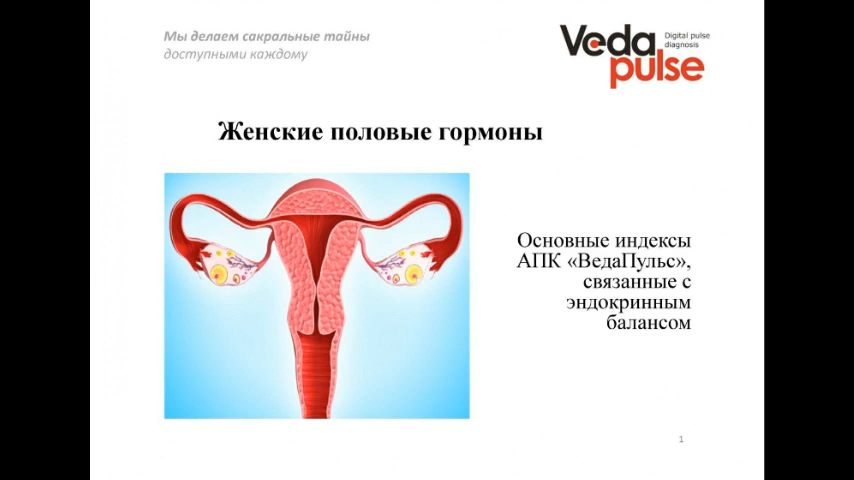 Мы делаем сакральные тайны
доступными каждому
Veda
pulse
Digital pulse
diagnosis
Женские половые гормоны
Основные индексы
АПК «ВедаПульс»,
связанные с
эндокринным
балансом
1